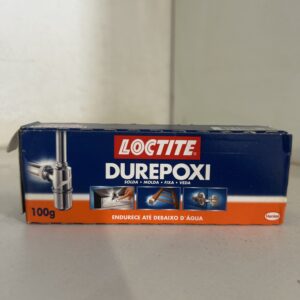 LOCTITE
DUREPOXI
SOLDA • MOLDA • FIXA • VEDA
100g
ENDURECE ATÉ DEBAIXO D'ÁGUA
Henkel